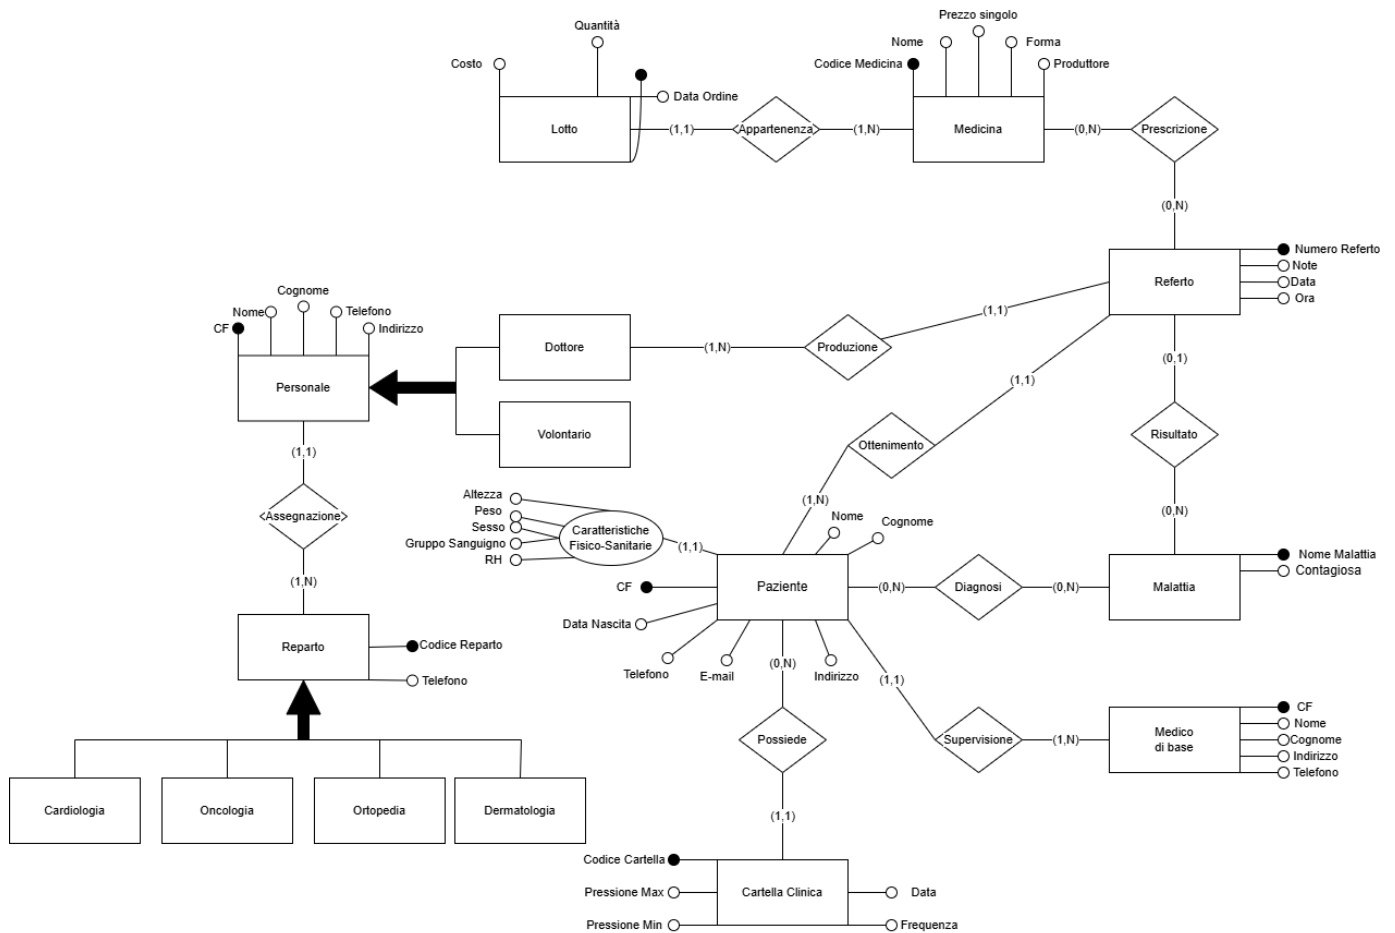 Prezzo singolo
Quantità
Nome
Forma
Costo
Codice Medicina
Produttore
Data Ordine
Lotto
(1,1)
Appartenenza
(1,N)
Medicina
(0,N)
Prescrizione
(0,N)
Numero Referto
Note
Referto
Data
Ora
Cognome
Nome
Telefono
CF
Indirizzo
(1,1)
Dottore
(1,N)
Produzione
(0,1)
(1,1)
Personale
Volontario
Ottenimento
Risultato
(1,1)
Altezza
(1,N)
Peso
Nome
Cognome
Assegnazione
Sesso
Caratteristiche
Fisico-Sanitarie
(0,N)
Gruppo Sanguigno
RH
(1,1)
Nome Malattia
Contagiosa
(1,N)
CF
Paziente
(0,N)
Diagnosi
(0,N)
Malattia
Data Nascita
Reparto
Codice Reparto
Telefono
Telefono
E-mail
(0,N)
Indirizzo
(1,1)
CF
Nome
Possiede
Supervisione
(1,N)
Medico
di base
Cognome
Indirizzo
Telefono
Cardiologia
Oncologia
Ortopedia
Dermatologia
(1,1)
Codice Cartella
Pressione Max
Cartella Clinica
Data
Pressione Min
Frequenza